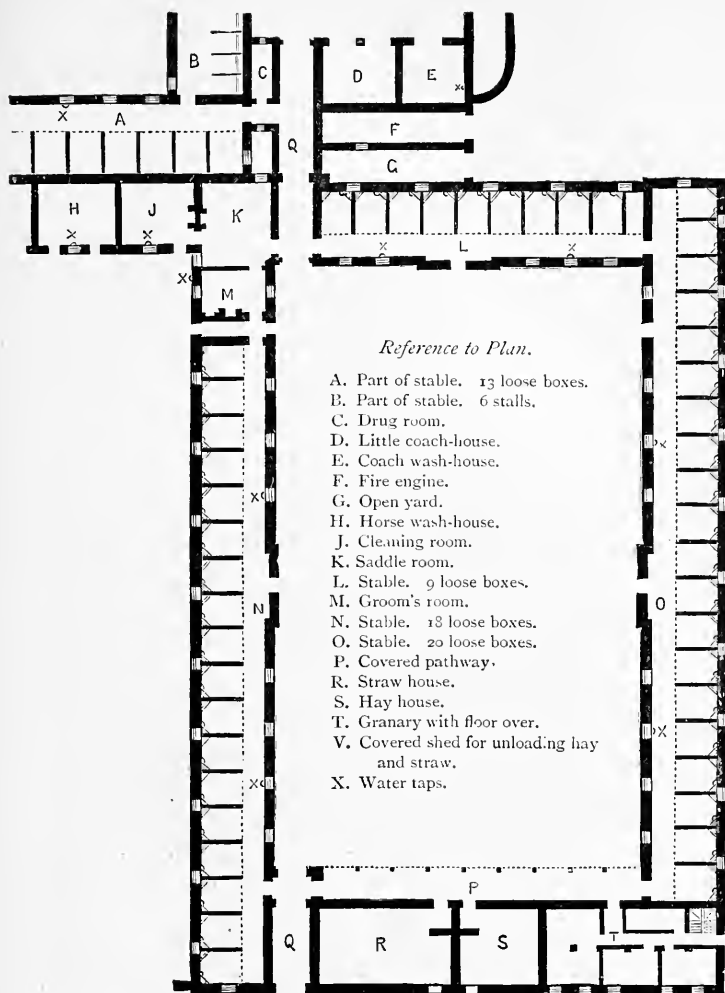 B
C
D
E
X
X
A
Q
F
G
H
J
K
X
X
X
X
L
X
M
Reference to Plan.
A. Part of stable. 13 loose boxes.
B. Part of stable. 6 stalls.
C. Drug room.
D. Little coach-house.
E. Coach wash-house.
F. Fire engine.
G. Open yard.
H. Horse wash-house.
J. Cleaning room.
K. Saddle room.
L. Stable. 9 loose boxes.
M. Groom's room.
N. Stable. 18 loose boxes.
O. Stable. 20 loose boxes.
P. Covered pathway.
R. Straw house.
S. Hay house.
T. Granary with floor over.
V. Covered shed for unloading hay
and straw.
X. Water taps.
X
X
N
O
X
X
P
Q
R
S
T